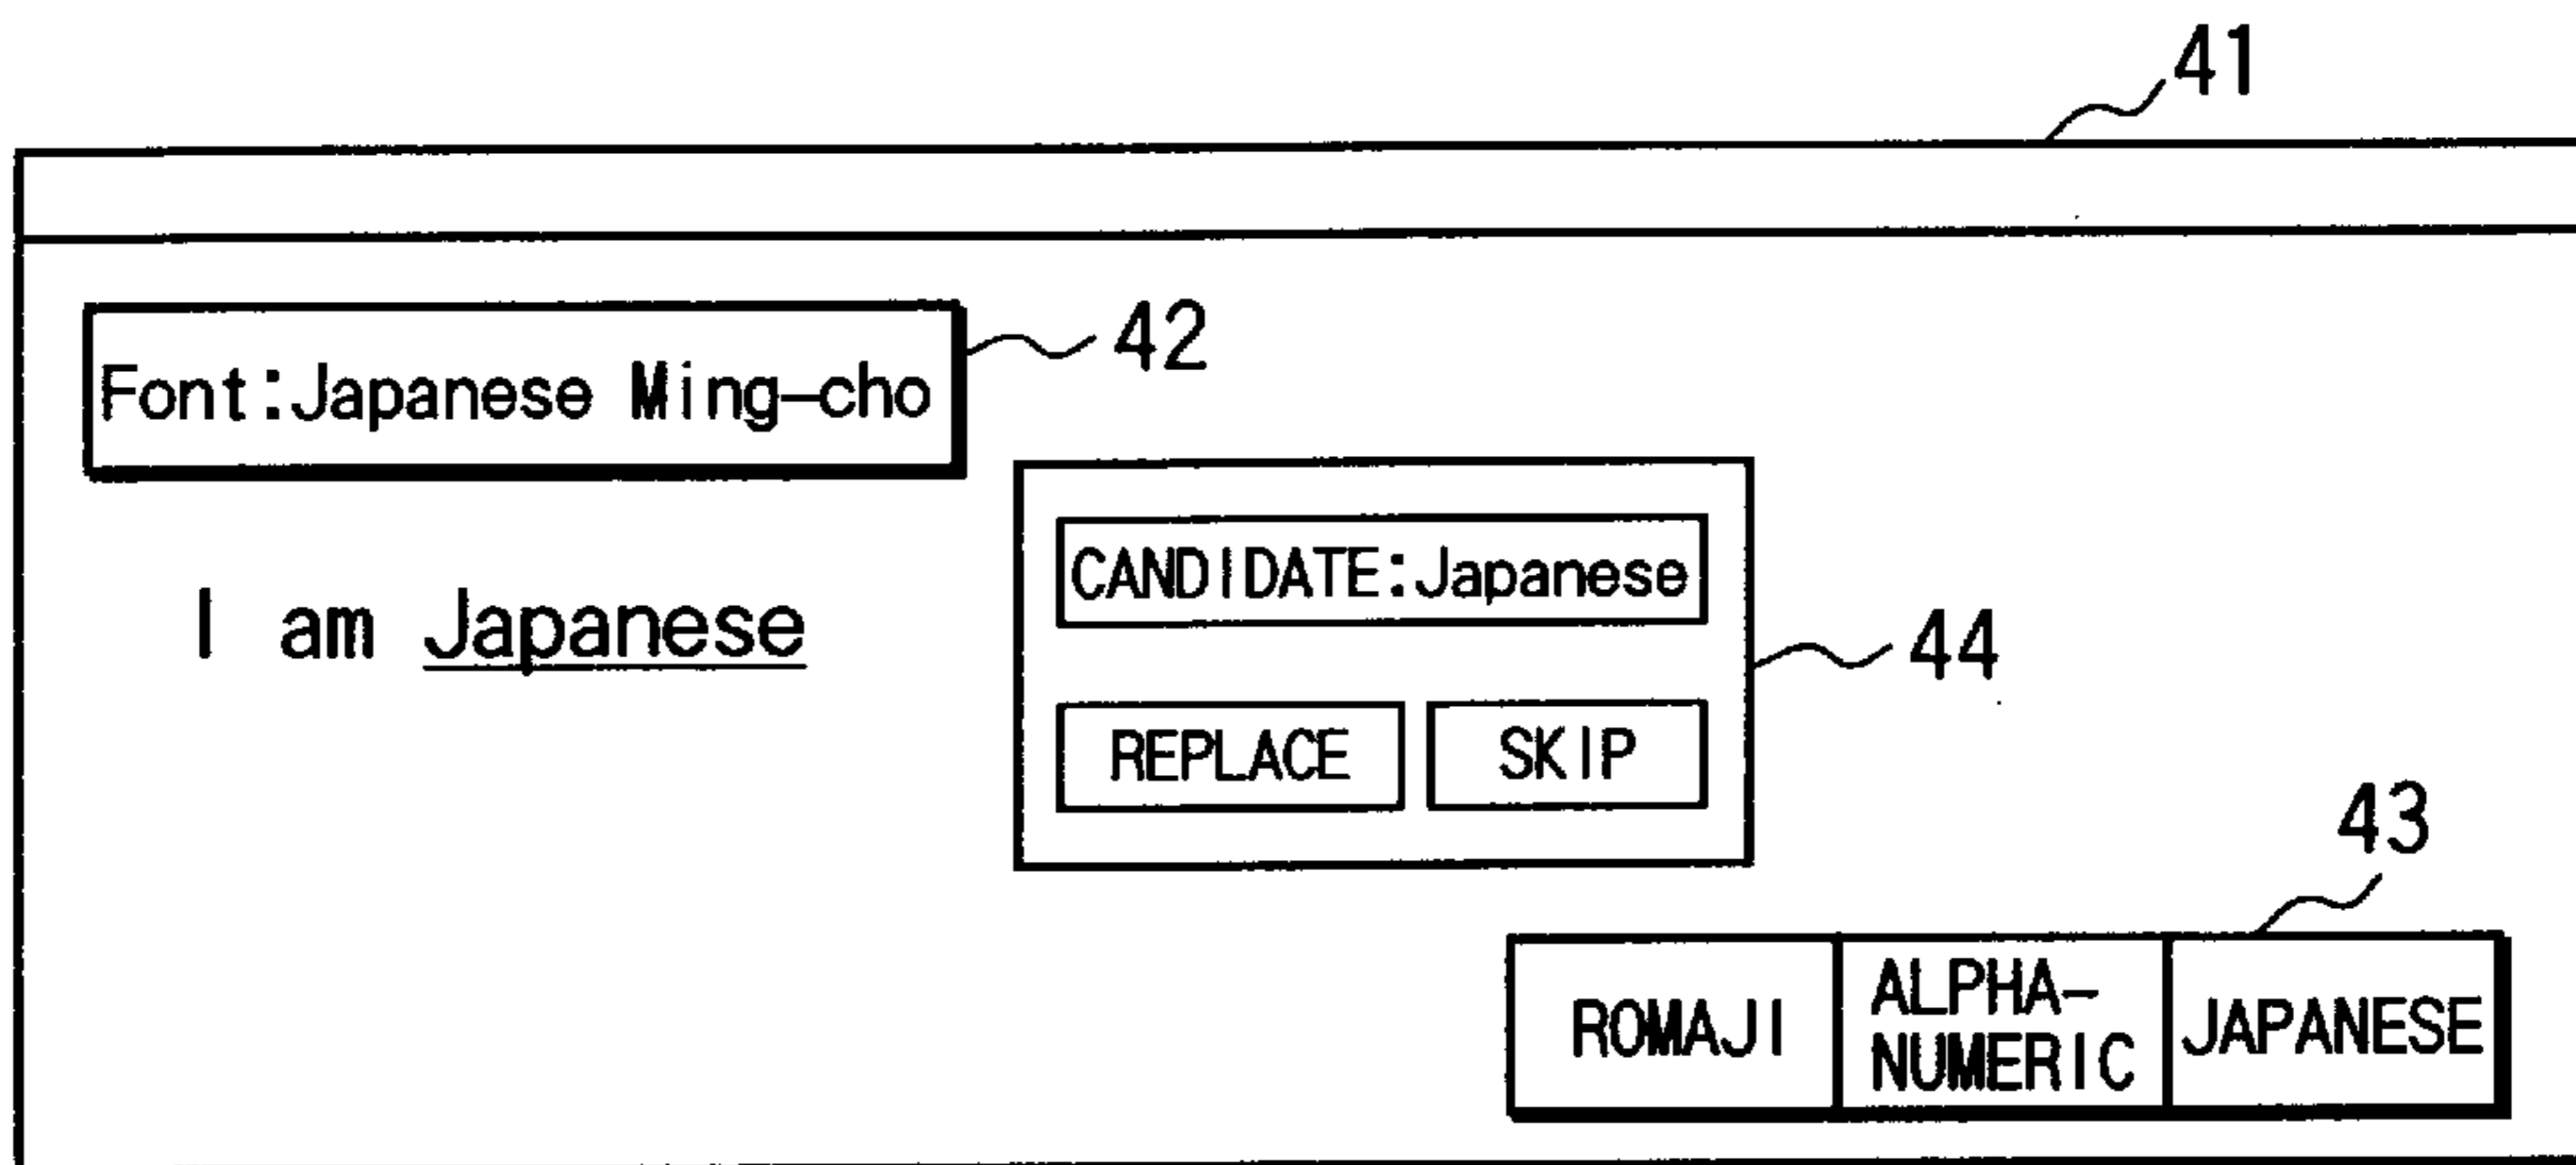 41
Font:Japanese Ming-cho
42
I am Japanese
CANDIDATE:Japanese
REPLACE
SKIP
44
43
ROMAJI
ALPHA-
NUMERIC
JAPANESE